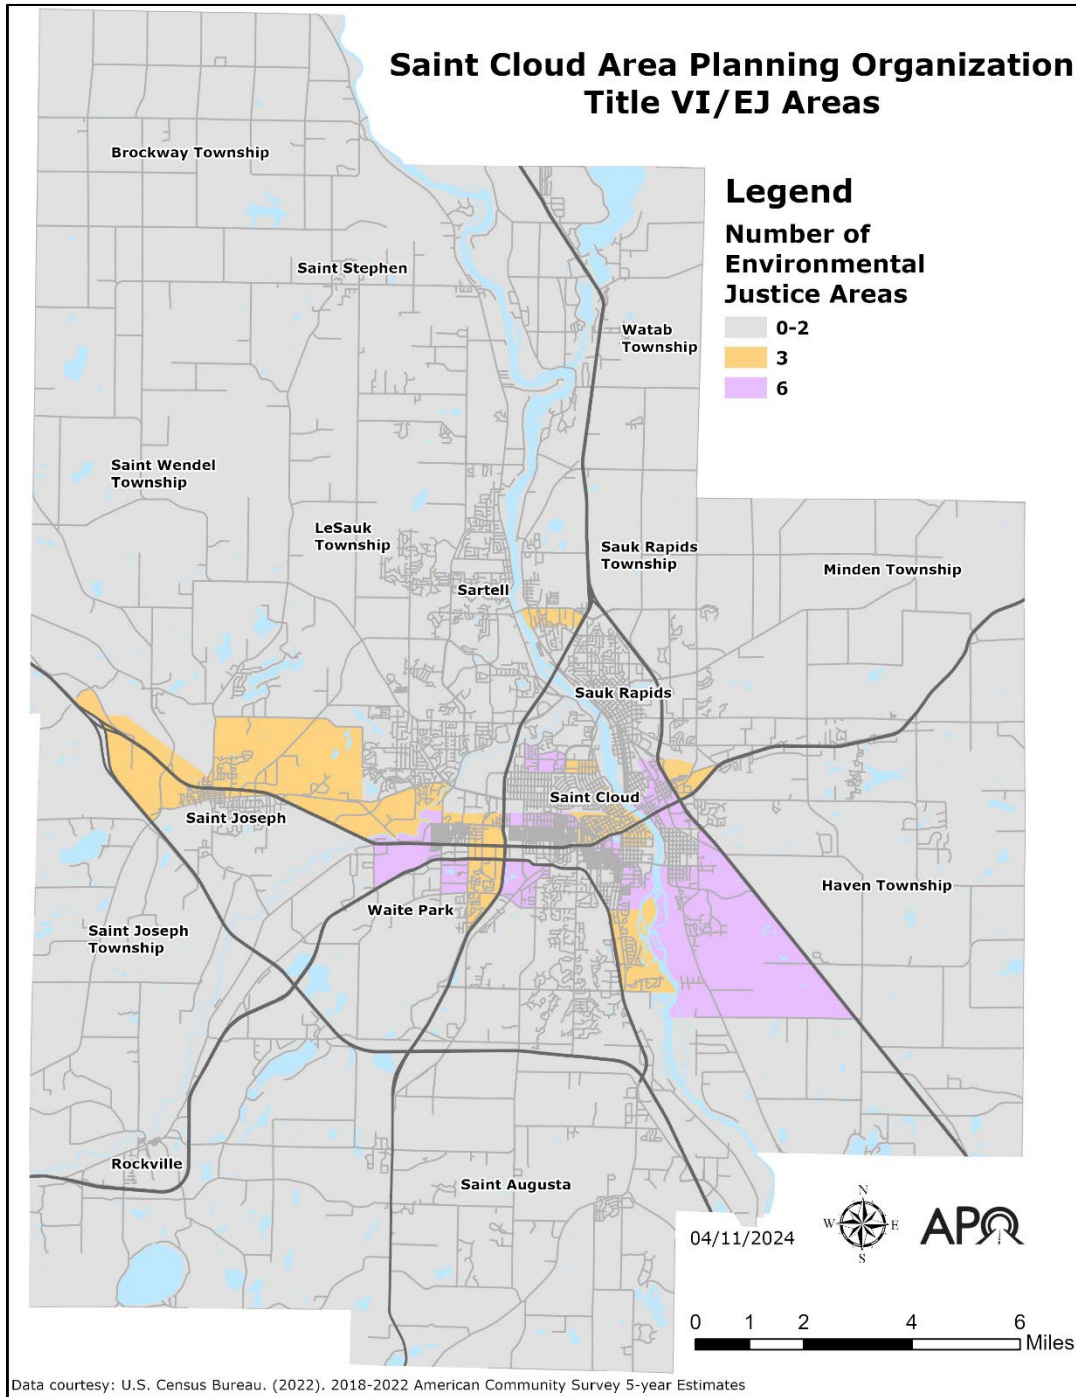 Saint Cloud Area Planning Organization
Title VI/EJ Areas
Brockway Township
Legend
Number of
Environmental
Justice Areas
0-2
3
6
Saint Stephen
Watab
Township
Saint Wendel
Township
LeSauk
Township
Sauk Rapids
Township
Minden Township
Sartell
Sauk Rapids
Saint Cloud
Saint Joseph
Haven Township
Waite Park
Saint Joseph
Township
Rockville
Saint Augusta
04/11/2024
N
W E
S
APO
0 1 2 4 6
Miles
Data courtesy: U.S. Census Bureau. (2022). 2018-2022 American Community Survey 5-year Estimates